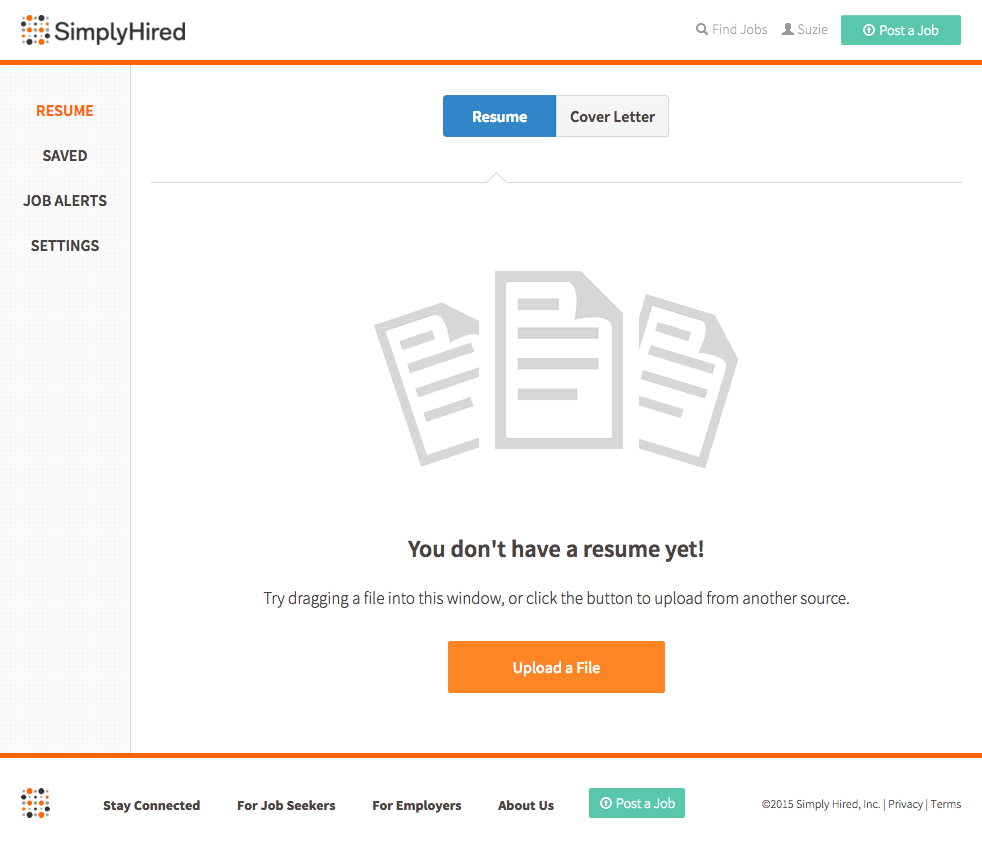 SimplyHired
Find Jobs Suzie Post a Job
RESUME
SAVED
JOB ALERTS
SETTINGS
Resume Cover Letter
You don't have a resume yet!
Try dragging a file into this window, or click the button to upload from another source.
Upload a File
Stay Connected For Job Seekers For Employers About Us Post a Job ©2015 Simply Hired, Inc. | Privacy | Terms